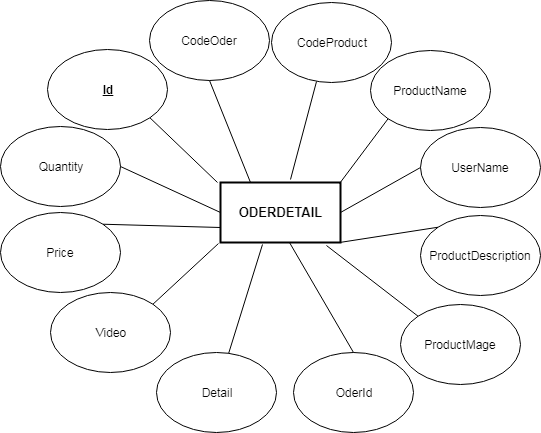 CodeOder
CodeProduct
Id
ProductName
Quantity
UserName
ODERDETAIL
Price
ProductDescription
Video
ProductMage
Detail
OderId